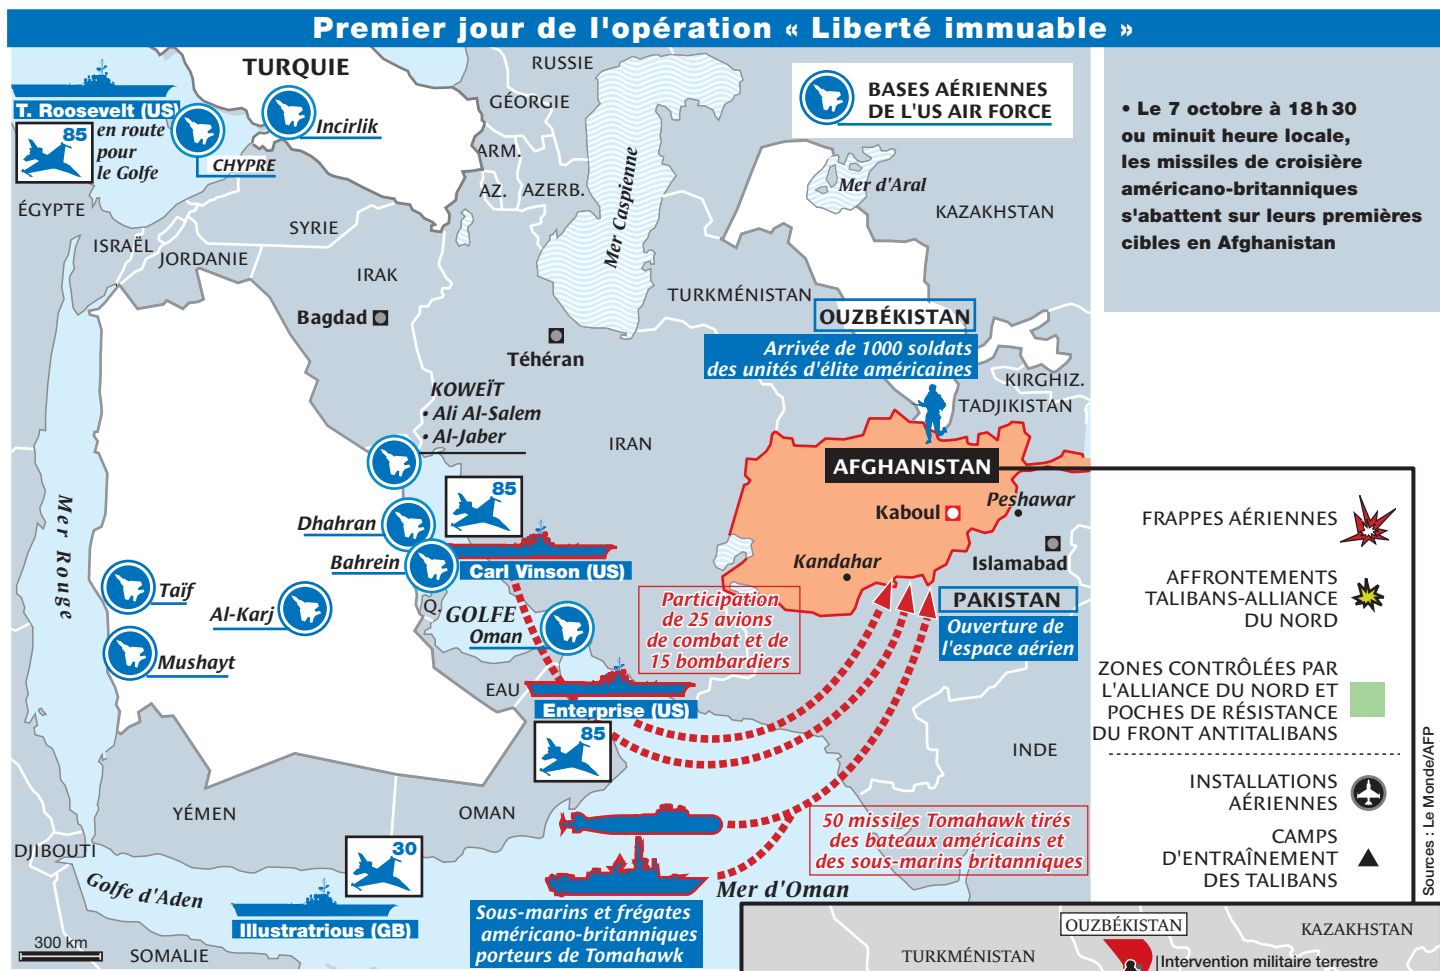 Premier jour de l'opération « Liberté immuable »
BASES AÉRIENNES
DE L'US AIR FORCE
• Le 7 octobre à 18 h 30
ou minuit heure locale,
les missiles de croisière
américano-britanniques
s'abattent sur leurs premières
cibles en Afghanistan
T. Roosevelt (US)
85
en route
pour
le Golfe
CHYPRE
TURQUIE
Incirlik
RUSSIE
GÉORGIE
ARM.
AZ.
AZERB.
Mer Caspienne
Mer d'Aral
KAZAKHSTAN
ÉGYPTE
ISRAËL
JORDANIE
SYRIE
IRAK
Bagdad
Téhéran
TURKMÉNISTAN
OUZBÉKISTAN
Arrivée de 1000 soldats
des unités d'élite américaines
KIRGHIZ.
TADJIKISTAN
KOWEÏT
• Ali Al-Salem
• Al-Jaber
IRAN
AFGHANISTAN
Kaboul
Peshawar
Kandahar
Islamabad
PAKISTAN
Ouverture de
l'espace aérien
Mer Rouge
Dhahran
Bahrein
85
Carl Vinson (US)
Taïf
Al-Karj
Mushayt
Q.
GOLFE
Oman
Participation
de 25 avions
de combat et de
15 bombardiers
EAU
Enterprise (US)
85
INDE
YÉMEN
OMAN
50 missiles Tomahawk tirés
des bateaux américains et
des sous-marins britanniques
DJIBOUTI
Golfe d'Aden
30
Illustratrious (GB)
Mer d'Oman
Sous-marins et frégates
américano-britanniques
porteurs de Tomahawk
300 km
SOMALIE
FRAPPES AÉRIENNES
AFFRONTEMENTS
TALIBANS-ALLIANCE
DU NORD
ZONES CONTRÔLÉES PAR
L'ALLIANCE DU NORD ET
POCHES DE RÉSISTANCE
DU FRONT ANTITALIBANS
INSTALLATIONS
AÉRIENNES
CAMPS
D'ENTRAÎNEMENT
DES TALIBANS
Sources : Le Monde/AFP
OUZBÉKISTAN
KAZAKHSTAN
TURKMÉNISTAN
Intervention militaire terrestre